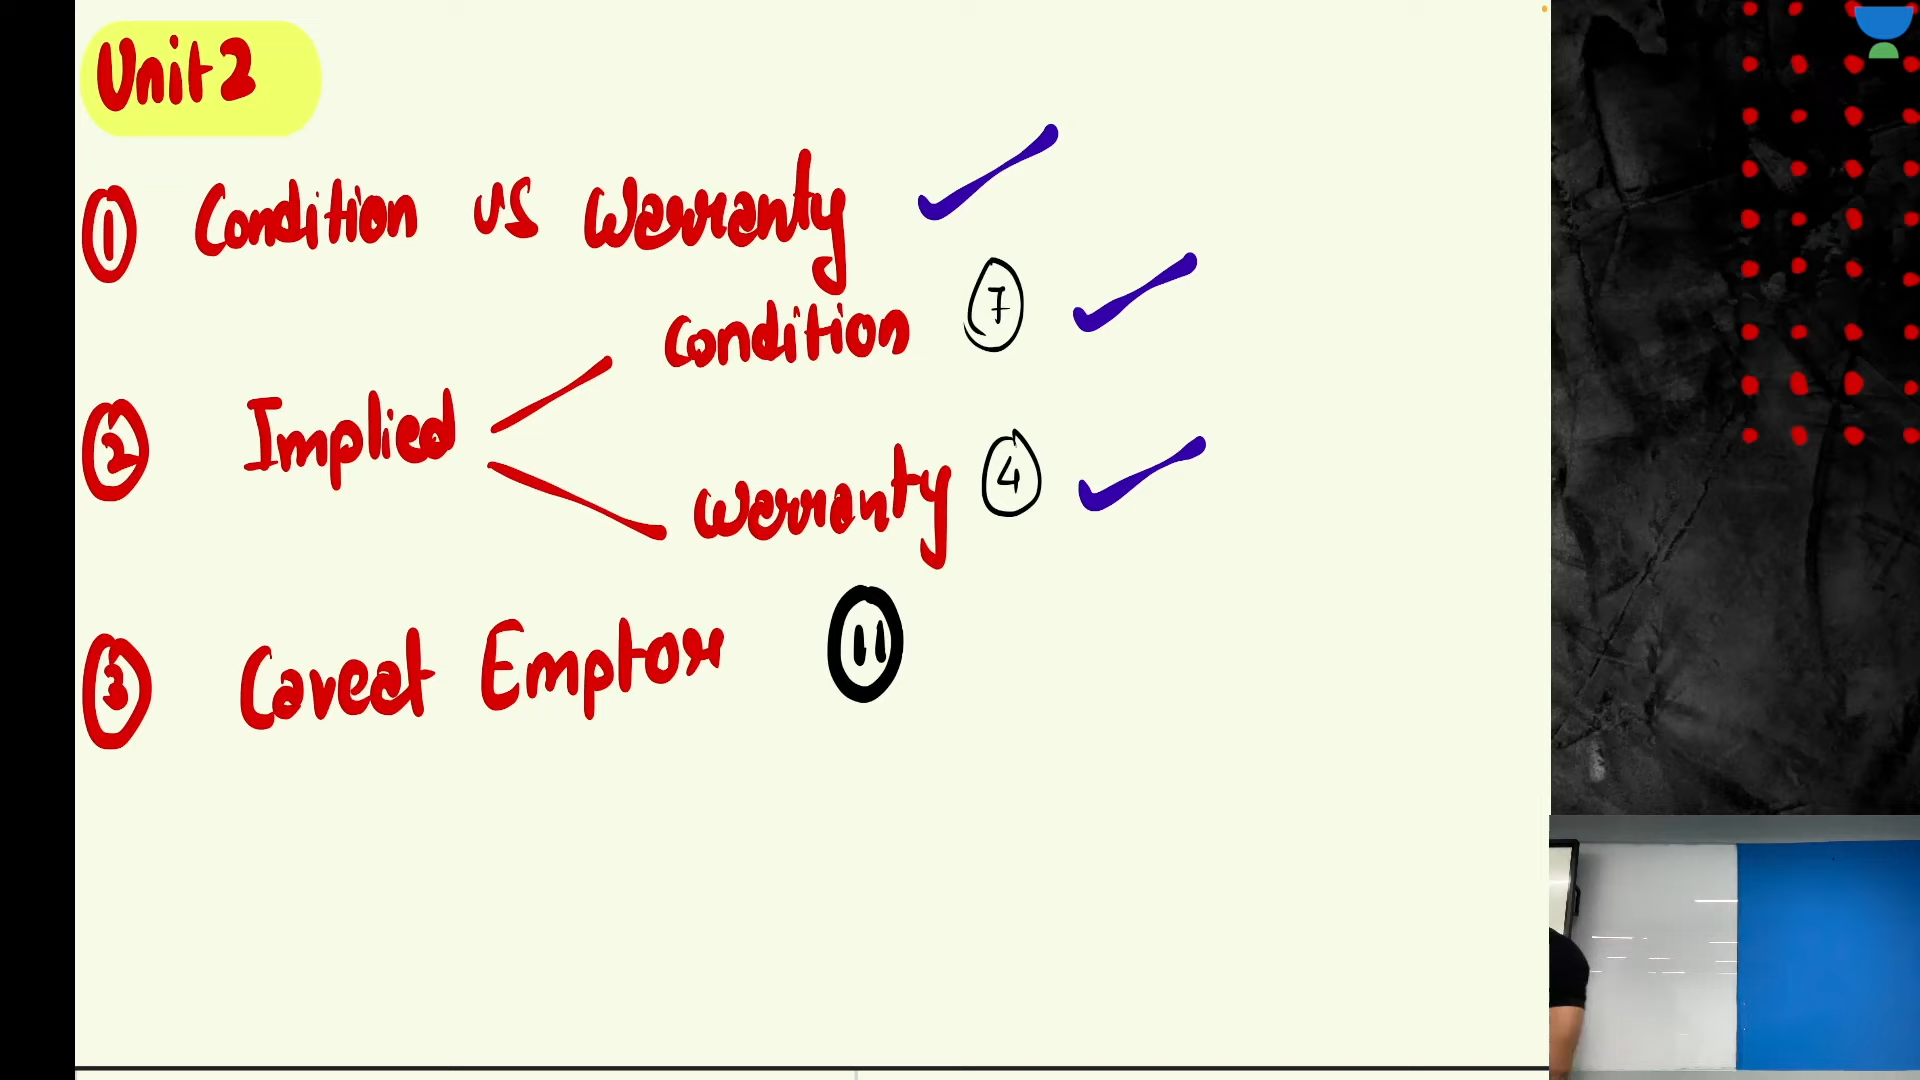 Unit 2
① Condition vs Warranty
Condition ⑦
② Implied
Warranty ④
③ Caveat Emptor ⑪